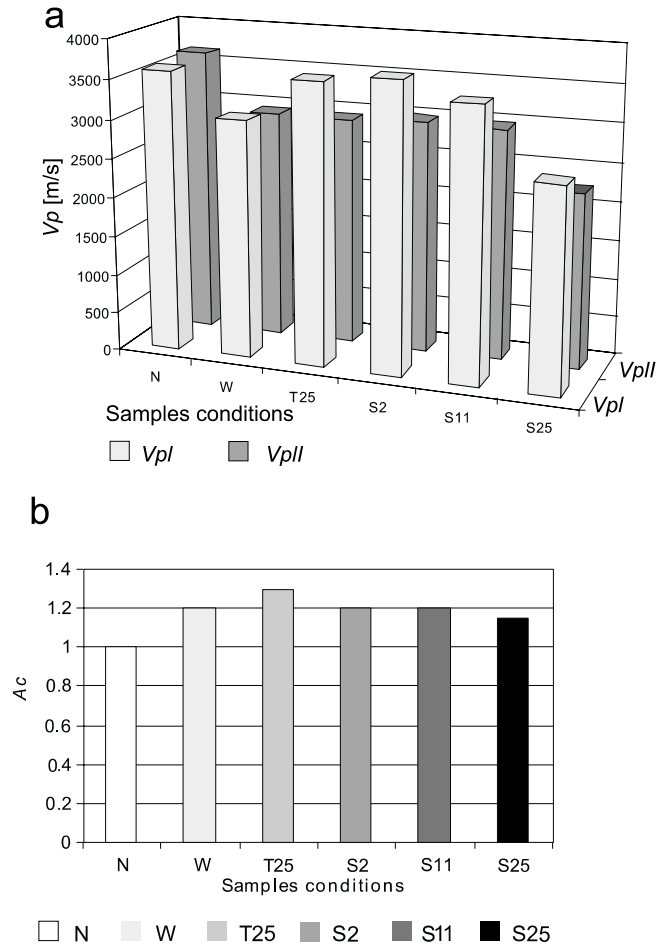 a
4000
3500
3000
2500
2000
1500
1000
500
0
Vp [m/s]
N
W
T25
S2
S11
S25
VpI
VpII
Samples conditions
VpI VpII
b
1.4
1.2
1
0.8
0.6
0.4
0.2
0
Ac
N W T25 S2 S11 S25
Samples conditions
N W T25 S2 S11 S25